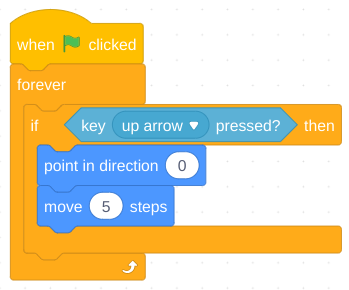 when clicked
forever
if key up arrow pressed? then
point in direction 0
move 5 steps